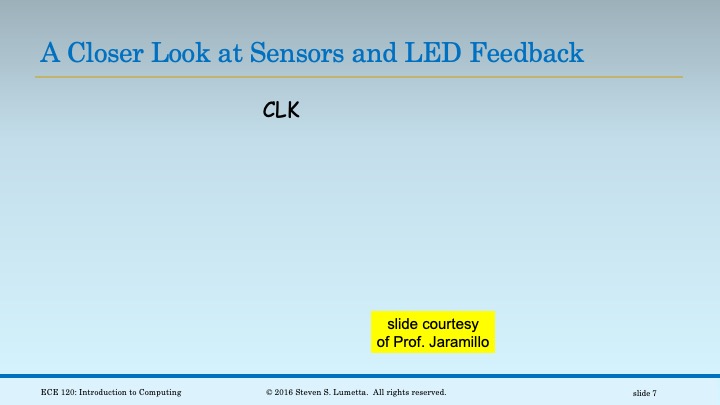 A Closer Look at Sensors and LED Feedback
CLK
slide courtesy
of Prof. Jaramillo
ECE 120: Introduction to Computing
© 2016 Steven S. Lumetta.  All rights reserved.
slide 7